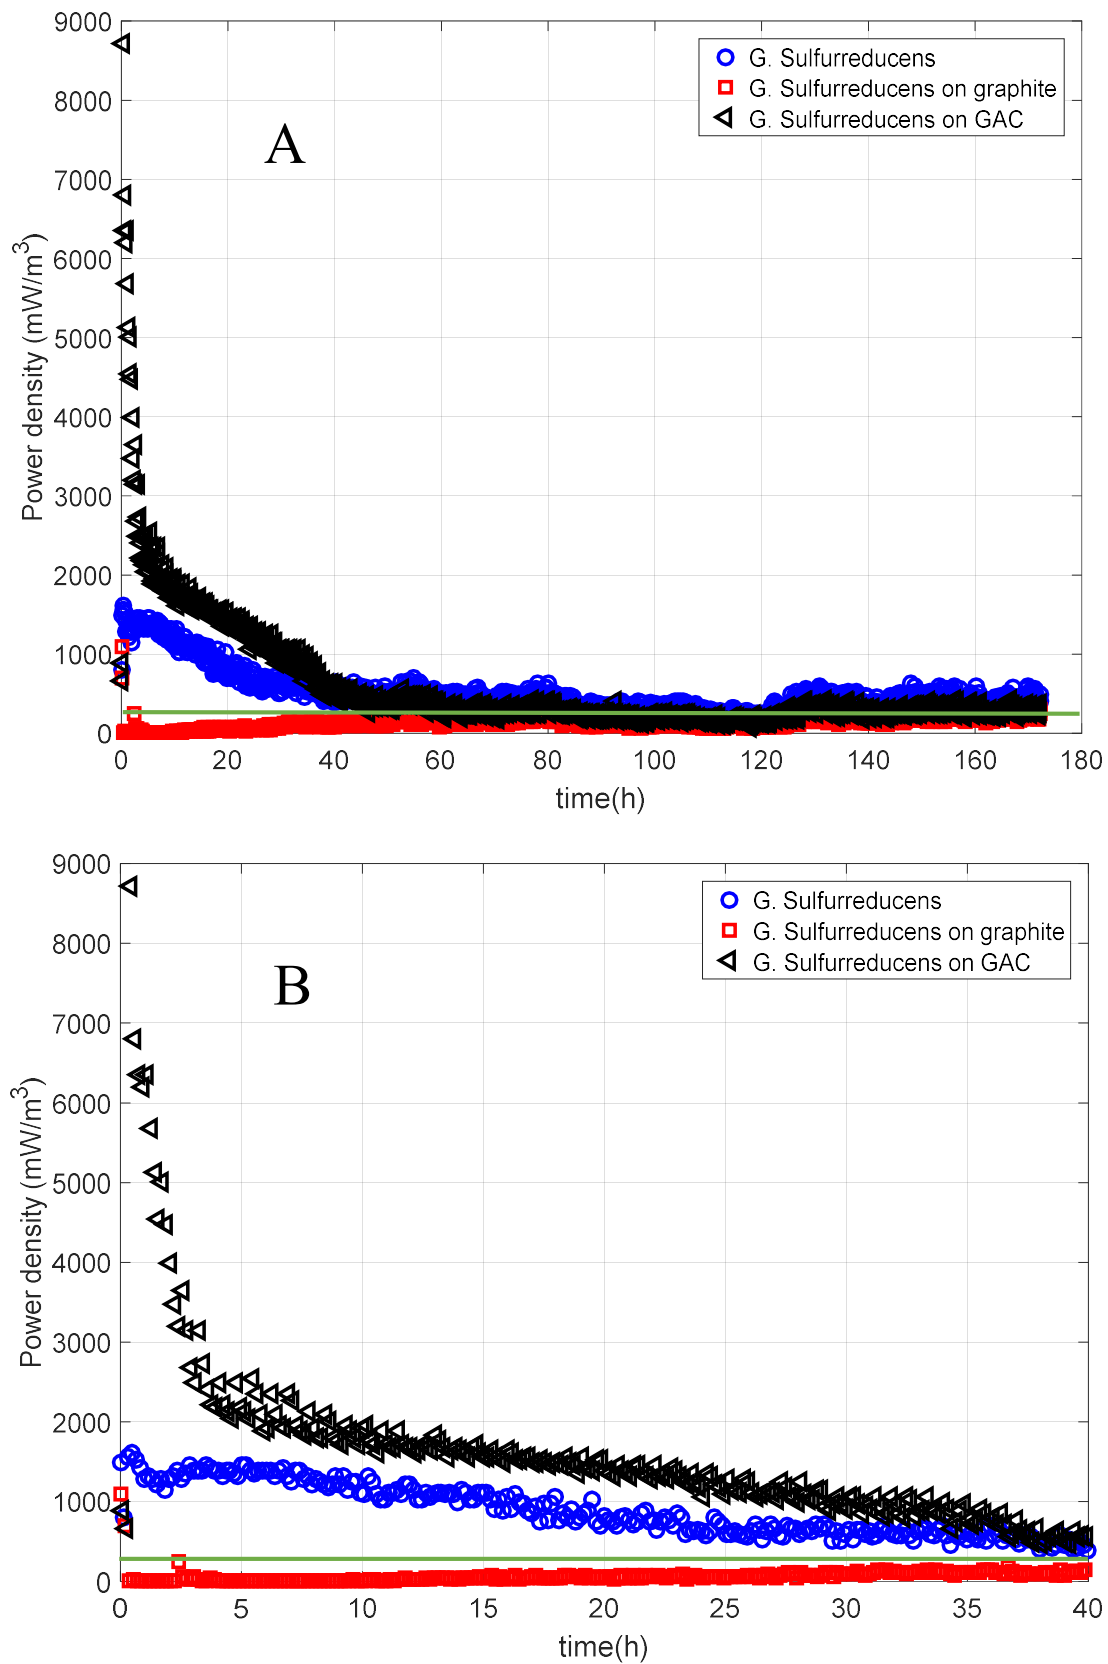 9000
8000
7000
6000
5000
4000
3000
2000
1000
0
Power density (mW/m3)
A
G. Sulfurreducens
G. Sulfurreducens on graphite
G. Sulfurreducens on GAC
0 20 40 60 80 100 120 140 160 180
time(h)
9000
8000
7000
6000
5000
4000
3000
2000
1000
0
Power density (mW/m3)
B
G. Sulfurreducens
G. Sulfurreducens on graphite
G. Sulfurreducens on GAC
0 5 10 15 20 25 30 35 40
time(h)